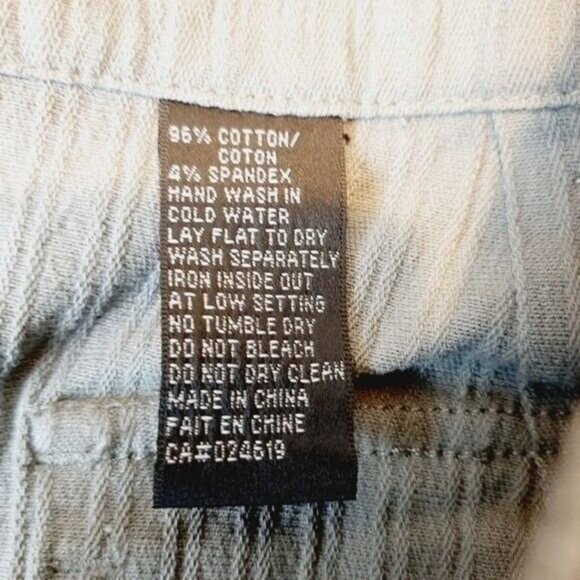 96% COTTON/
COTON
4% SPANDEX
HAND WASH IN
COLD WATER
LAY FLAT TO DRY
WASH SEPARATELY
IRON INSIDE OUT
AT LOW SETTING
NO TUMBLE DRY
DO NOT BLEACH
DO NOT DRY CLEAN
MADE IN CHINA
FAIT EN CHINE
CA#024619